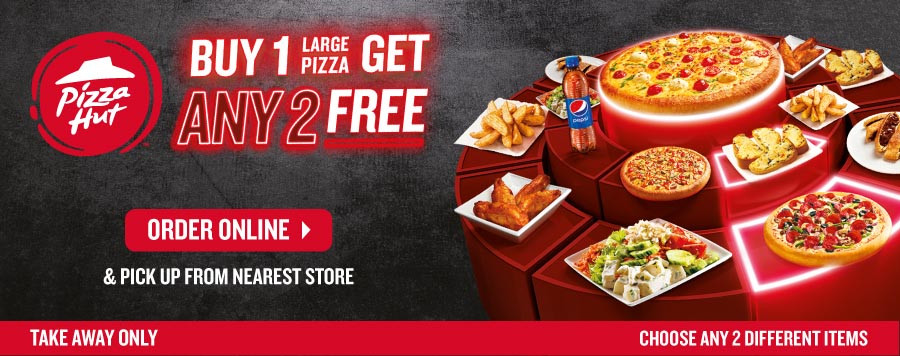 Pizza
Hut
BUY 1 LARGE PIZZA GET
ANY 2 FREE
pepsi
ORDER ONLINE
& PICK UP FROM NEAREST STORE
TAKE AWAY ONLY
CHOOSE ANY 2 DIFFERENT ITEMS